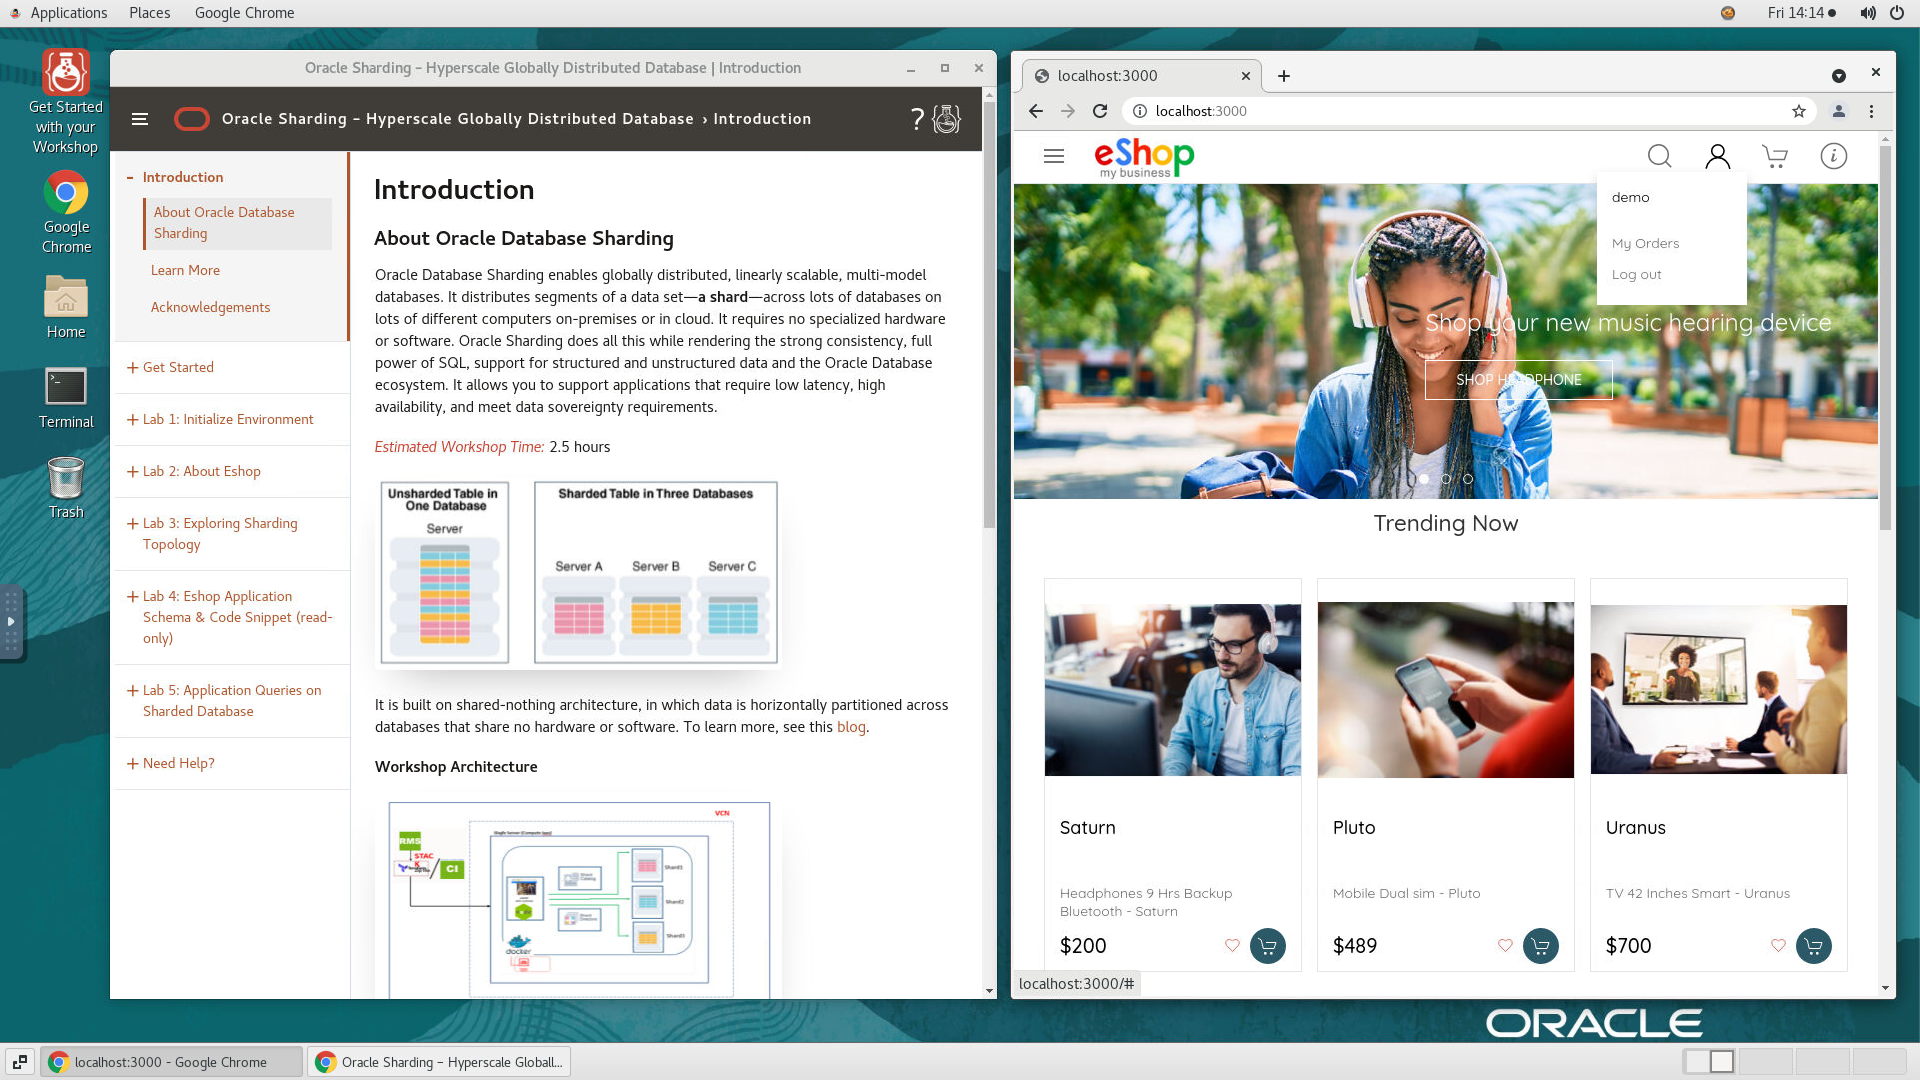 Applications Places Google Chrome
Fri 14:14
Get Started
with your
Workshop
Google
Chrome
Home
Terminal
Trash
Oracle Sharding – Hyperscale Globally Distributed Database | Introduction
Oracle Sharding – Hyperscale Globally Distributed Database › Introduction
?
Introduction
About Oracle Database
Sharding
Learn More
Acknowledgements
Get Started
Lab 1: Initialize Environment
Lab 2: About Eshop
Lab 3: Exploring Sharding
Topology
Lab 4: Eshop Application
Schema & Code Snippet (read-
only)
Lab 5: Application Queries on
Sharded Database
Need Help?
Introduction
About Oracle Database Sharding
Oracle Database Sharding enables globally distributed, linearly scalable, multi-model
databases. It distributes segments of a data set—a shard—across lots of databases on
lots of different computers on-premises or in cloud. It requires no specialized hardware
or software. Oracle Sharding does all this while rendering the strong consistency, full
power of SQL, support for structured and unstructured data and the Oracle Database
ecosystem. It allows you to support applications that require low latency, high
availability, and meet data sovereignty requirements.
Estimated Workshop Time: 2.5 hours
Unsharded Table in
One Database
Server
Sharded Table in Three Databases
Server A Server B Server C
It is built on shared-nothing architecture, in which data is horizontally partitioned across
databases that share no hardware or software. To learn more, see this blog.
Workshop Architecture
VCN
RMS
STAC
K
CI
Shard01
Shard02
Shard03
docker
localhost:3000
localhost:3000
eShop
my business
demo
My Orders
Log out
Shop your new music hearing device
SHOP HEADPHONE
Trending Now
Saturn
Headphones 9 Hrs Backup
Bluetooth - Saturn
$200
Pluto
Mobile Dual sim - Pluto
$489
Uranus
TV 42 Inches Smart - Uranus
$700
localhost:3000/#
ORACLE
localhost:3000 - Google Chrome
Oracle Sharding – Hyperscale Globall...